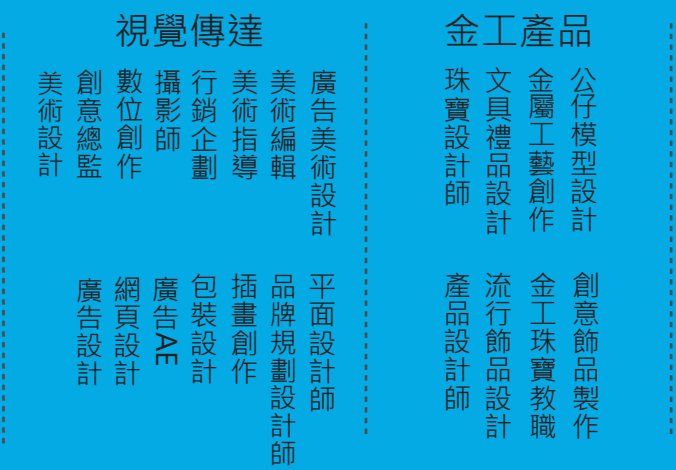 金工產品
公仔模型設計
金屬工藝創作
文具禮品設計
珠寶設計師
創意飾品製作
金工珠寶教職
流行飾品設計
產品設計師
視覺傳達
廣告美術設計
美術編輯
美術指導
行銷企劃
攝影師
數位創作
創意總監
美術設計
平面設計師
品牌規劃設計師
插畫創作
包裝設計
廣告AE
網頁設計
廣告設計